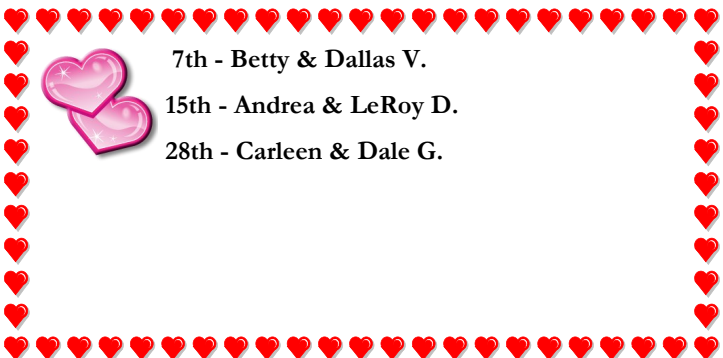 7th - Betty & Dallas V.
15th - Andrea & LeRoy D.
28th - Carleen & Dale G.